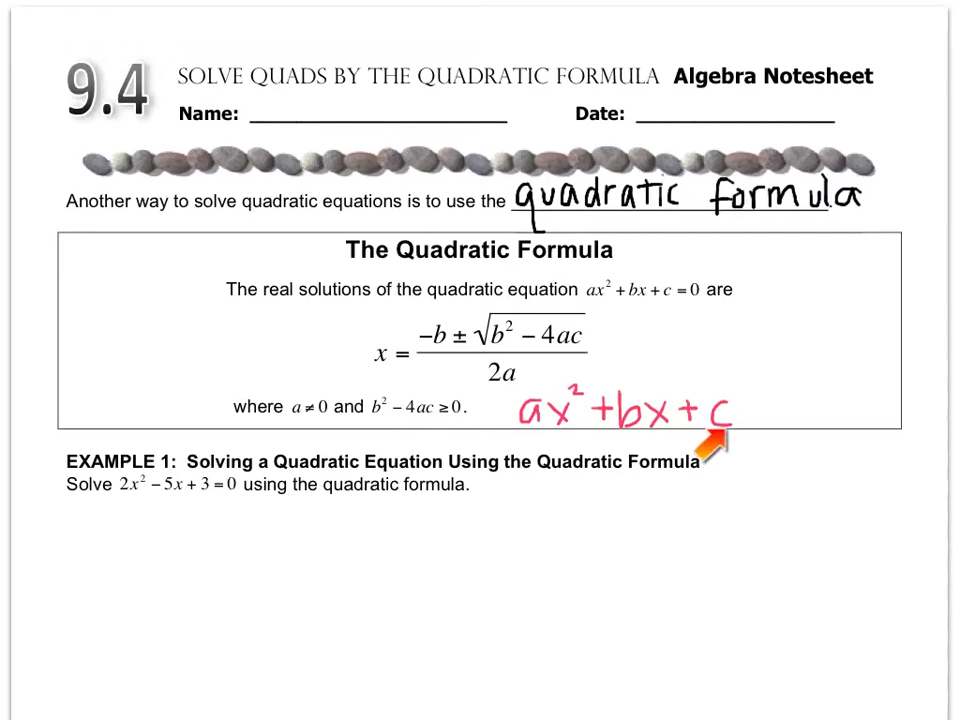 9.4 SOLVE QUADS BY THE QUADRATIC FORMULA Algebra Notesheet
Name: ____________________ Date: ____________________
Another way to solve quadratic equations is to use the quadratic formula
The Quadratic Formula
The real solutions of the quadratic equation ax² + bx + c = 0 are
x = (−b ± √(b² − 4ac)) / 2a
where a ≠ 0 and b² − 4ac ≥ 0. ax² + bx + c
EXAMPLE 1: Solving a Quadratic Equation Using the Quadratic Formula
Solve 2x² − 5x + 3 = 0 using the quadratic formula.